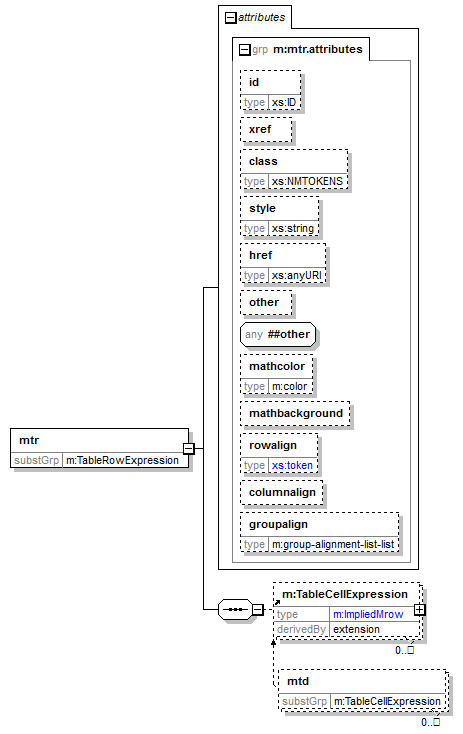 attributes
grp m:mtr.attributes
id
type xs:ID
xref
class
type xs:NMTOKENS
style
type xs:string
href
type xs:anyURI
other
any ##other
mathcolor
type m:color
mathbackground
rowalign
type xs:token
columnalign
groupalign
type m:group-alignment-list-list
mtr
substGrp m:TableRowExpression
m:TableCellExpression
type m:ImpliedMrow
derivedBy extension
0..□
mtd
substGrp m:TableCellExpression
0..□